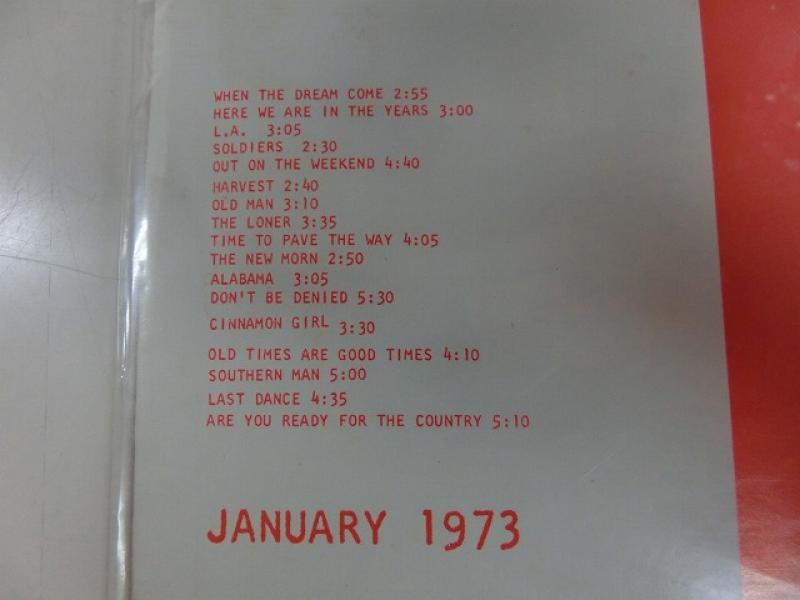 WHEN THE DREAM COME 2:55
HERE WE ARE IN THE YEARS 3:00
L.A. 3:05
SOLDIERS 2:30
OUT ON THE WEEKEND 4:40
HARVEST 2:40
OLD MAN 3:10
THE LONER 3:35
TIME TO PAVE THE WAY 4:05
THE NEW MORN 2:50
ALABAMA 3:05
DON'T BE DENIED 5:30
CINNAMON GIRL 3:30
OLD TIMES ARE GOOD TIMES 4:10
SOUTHERN MAN 5:00
LAST DANCE 4:35
ARE YOU READY FOR THE COUNTRY 5:10
JANUARY 1973